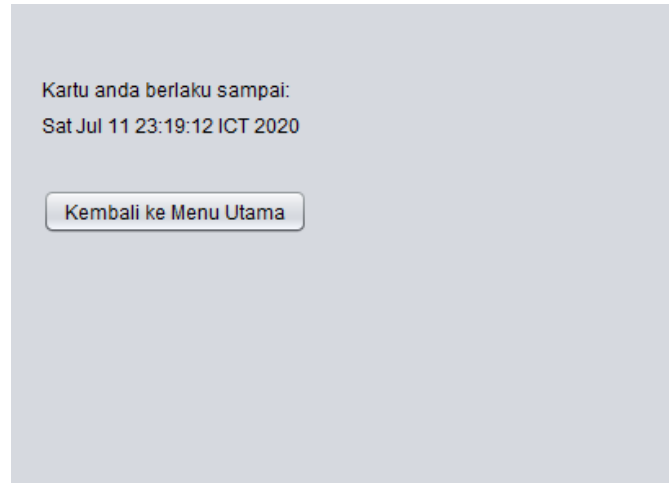 Kartu anda berlaku sampai:
Sat Jul 11 23:19:12 ICT 2020
Kembali ke Menu Utama